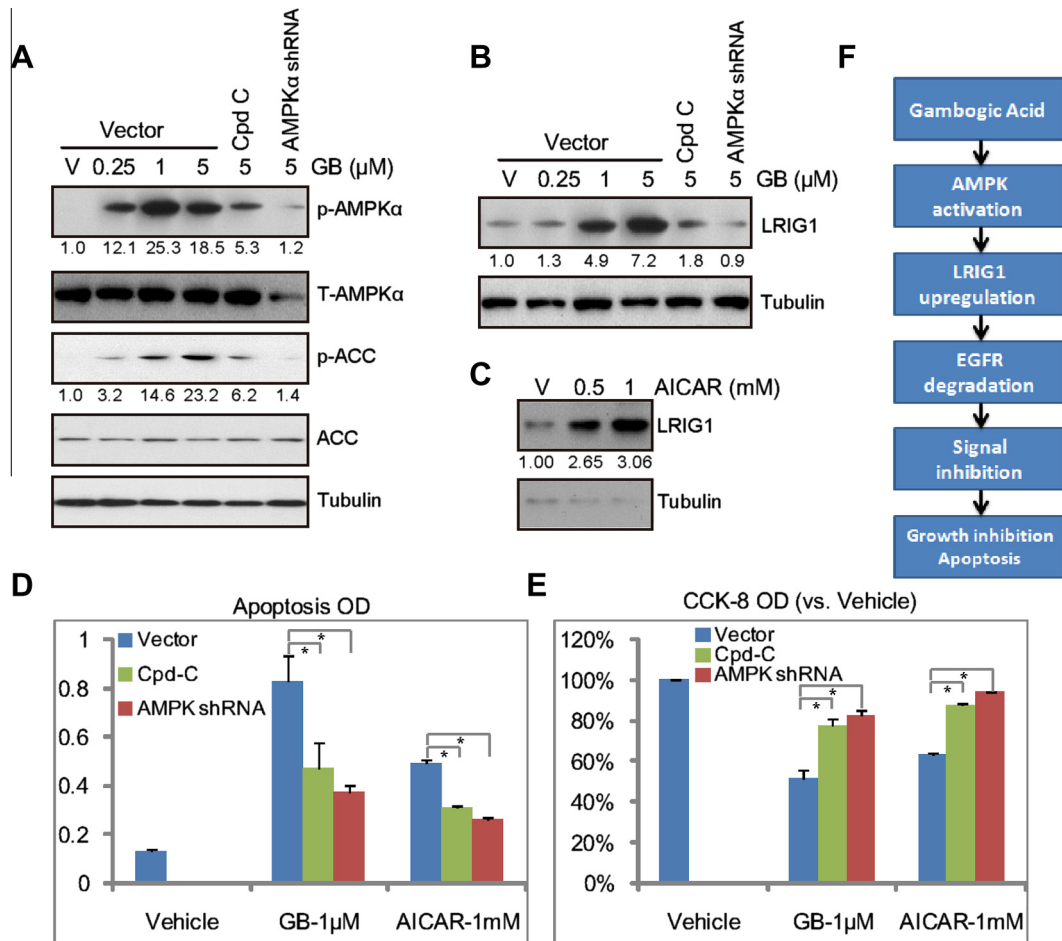 A
Vector
Cpd C
AMPKα shRNA
V 0.25 1 5 5 5 GB (μM)
p-AMPKα
1.0 12.1 25.3 18.5 5.3 1.2
T-AMPKα
p-ACC
1.0 3.2 14.6 23.2 6.2 1.4
ACC
Tubulin
B
Vector
Cpd C
AMPKα shRNA
V 0.25 1 5 5 5 GB (μM)
LRIG1
1.0 1.3 4.9 7.2 1.8 0.9
Tubulin
C
V 0.5 1 AICAR (mM)
LRIG1
1.00 2.65 3.06
Tubulin
F
Gambogic Acid
AMPK
activation
LRIG1
upregulation
EGFR
degradation
Signal
inhibition
Growth inhibition
Apoptosis
D
Apoptosis OD
1
0.8
0.6
0.4
0.2
0
Vector
Cpd-C
AMPK shRNA
*
*
*
*
Vehicle GB-1μM AICAR-1mM
E
CCK-8 OD (vs. Vehicle)
120%
100%
80%
60%
40%
20%
0%
Vector
Cpd-C
AMPK shRNA
*
*
*
*
Vehicle GB-1μM AICAR-1mM